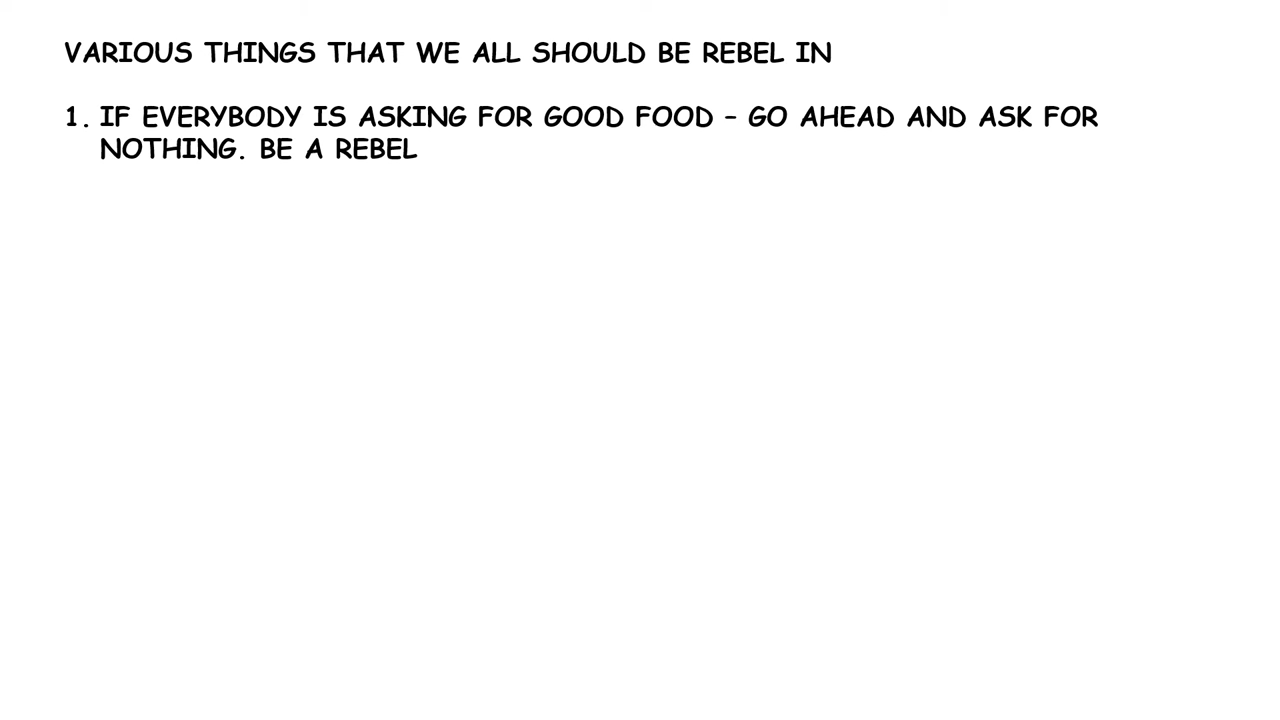 VARIOUS THINGS THAT WE ALL SHOULD BE REBEL IN
1. IF EVERYBODY IS ASKING FOR GOOD FOOD – GO AHEAD AND ASK FOR
NOTHING. BE A REBEL